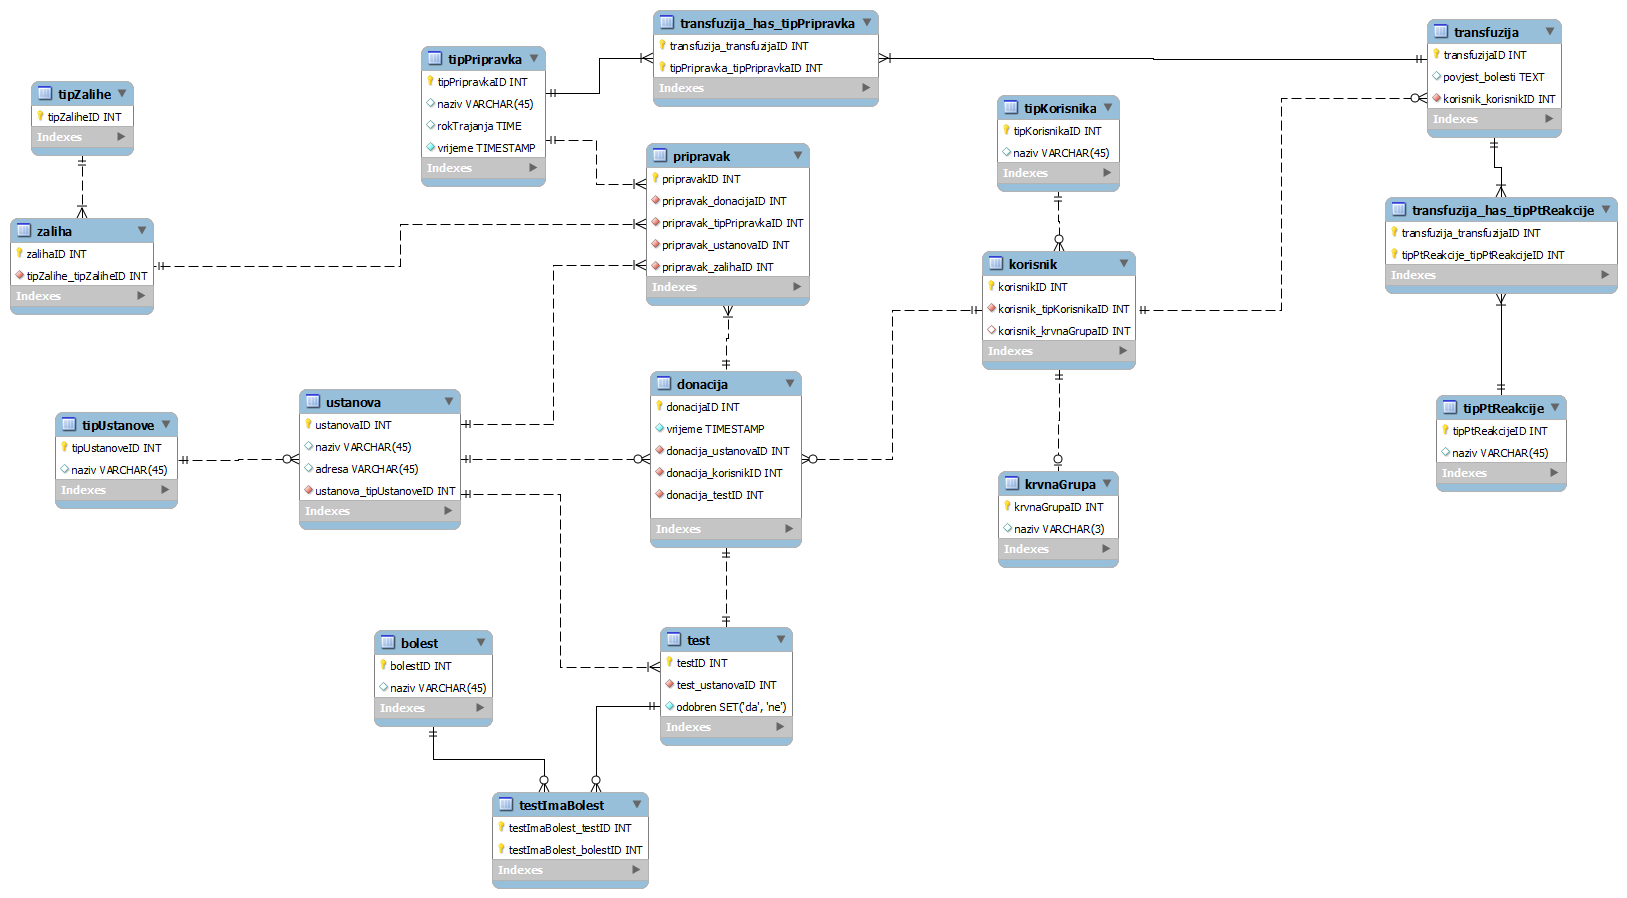 transfuzija_has_tipPripravka
transfuzija_transfuzijaID INT
tipPripravka_tipPripravkaID INT
Indexes
transfuzija
transfuzijaID INT
povjest_bolesti TEXT
korisnik_korisnikID INT
Indexes
tipPripravka
tipPripravkaID INT
naziv VARCHAR(45)
rokTrajanja TIME
vrijeme TIMESTAMP
Indexes
tipZalihe
tipZaliheID INT
Indexes
tipKorisnika
tipKorisnikaID INT
naziv VARCHAR(45)
Indexes
pripravak
pripravakID INT
pripravak_donacijaID INT
pripravak_tipPripravkaID INT
pripravak_ustanovaID INT
pripravak_zalihaID INT
Indexes
transfuzija_has_tipPtReakcije
transfuzija_transfuzijaID INT
tipPtReakcije_tipPtReakcijeID INT
Indexes
zaliha
zalihaID INT
tipZalihe_tipZaliheID INT
Indexes
korisnik
korisnikID INT
korisnik_tipKorisnikaID INT
korisnik_krvnaGrupaID INT
Indexes
donacija
donacijaID INT
vrijeme TIMESTAMP
donacija_ustanovaID INT
donacija_korisnikID INT
donacija_testID INT
Indexes
ustanova
ustanovaID INT
naziv VARCHAR(45)
adresa VARCHAR(45)
ustanova_tipUstanoveID INT
Indexes
tipUstanove
tipUstanoveID INT
naziv VARCHAR(45)
Indexes
tipPtReakcije
tipPtReakcijeID INT
naziv VARCHAR(45)
Indexes
krvnaGrupa
krvnaGrupaID INT
naziv VARCHAR(3)
Indexes
bolest
bolestID INT
naziv VARCHAR(45)
Indexes
test
testID INT
test_ustanovaID INT
odobren SET('da', 'ne')
Indexes
testImaBolest
testImaBolest_testID INT
testImaBolest_bolestID INT
Indexes